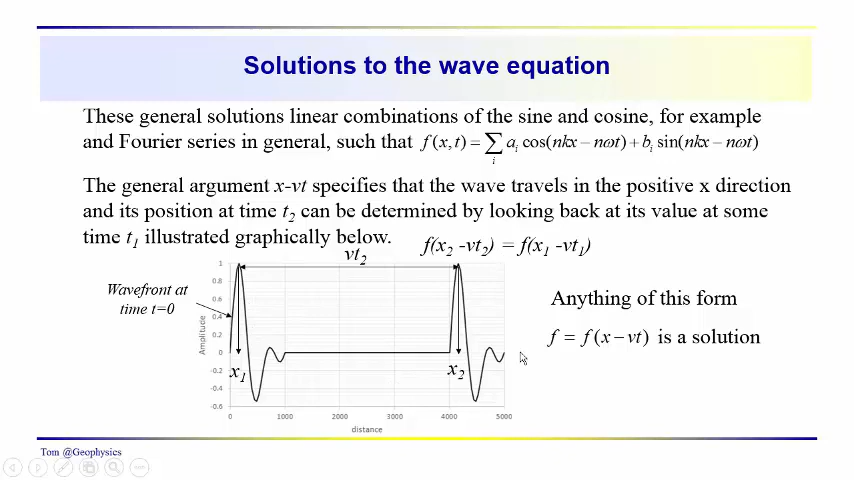 Solutions to the wave equation
These general solutions linear combinations of the sine and cosine, for example
and Fourier series in general, such that f(x,t) = ∑ aᵢ cos(nkx − nωt) + bᵢ sin(nkx − nωt)
i
The general argument x-vt specifies that the wave travels in the positive x direction
and its position at time t₂ can be determined by looking back at its value at some
time t₁ illustrated graphically below.
f(x₂ -vt₂) = f(x₁ -vt₁)
vt₂
Wavefront at
time t=0
Amplitude
1
0.8
0.6
0.4
0.2
0
-0.2
-0.4
-0.6
x₁
x₂
0 1000 2000 3000 4000 5000
distance
Anything of this form
f = f(x − vt) is a solution
Tom @Geophysics